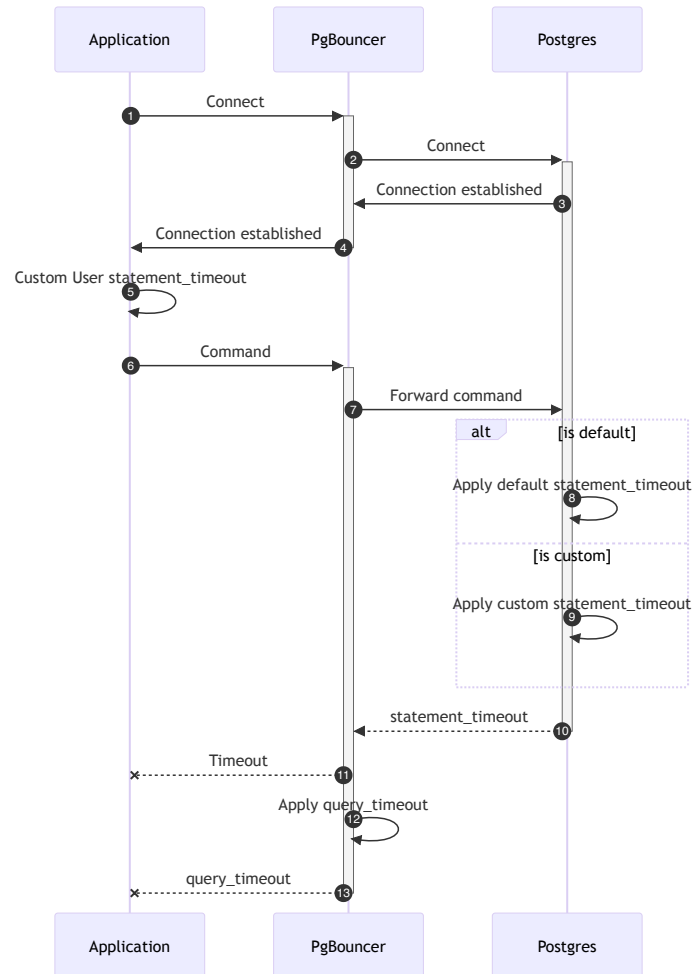 Application
PgBouncer
Postgres
Connect
1
Connect
2
Connection established
3
Connection established
4
Custom User statement_timeout
5
Command
6
Forward command
7
alt
[is default]
Apply default statement_timeout
8
[is custom]
Apply custom statement_timeout
9
statement_timeout
10
Timeout
11
Apply query_timeout
12
query_timeout
13
Application
PgBouncer
Postgres